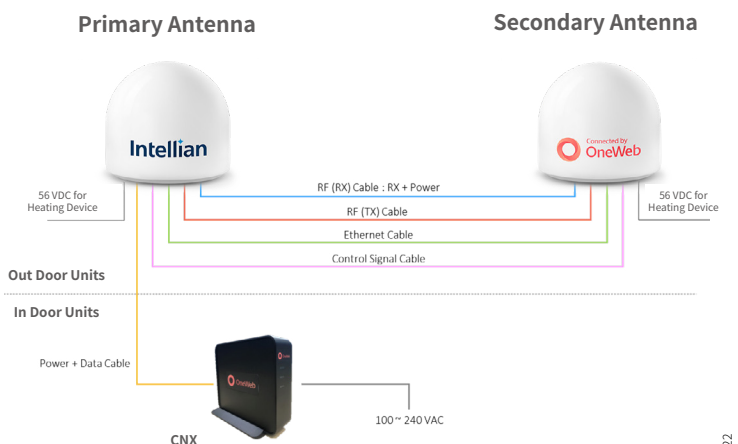 Primary Antenna
Secondary Antenna
Intellian
Connected by
OneWeb
56 VDC for
Heating Device
RF (RX) Cable : RX + Power
RF (TX) Cable
Ethernet Cable
Control Signal Cable
56 VDC for
Heating Device
Out Door Units
In Door Units
Power + Data Cable
OneWeb
100 ~ 240 VAC
CNX
22